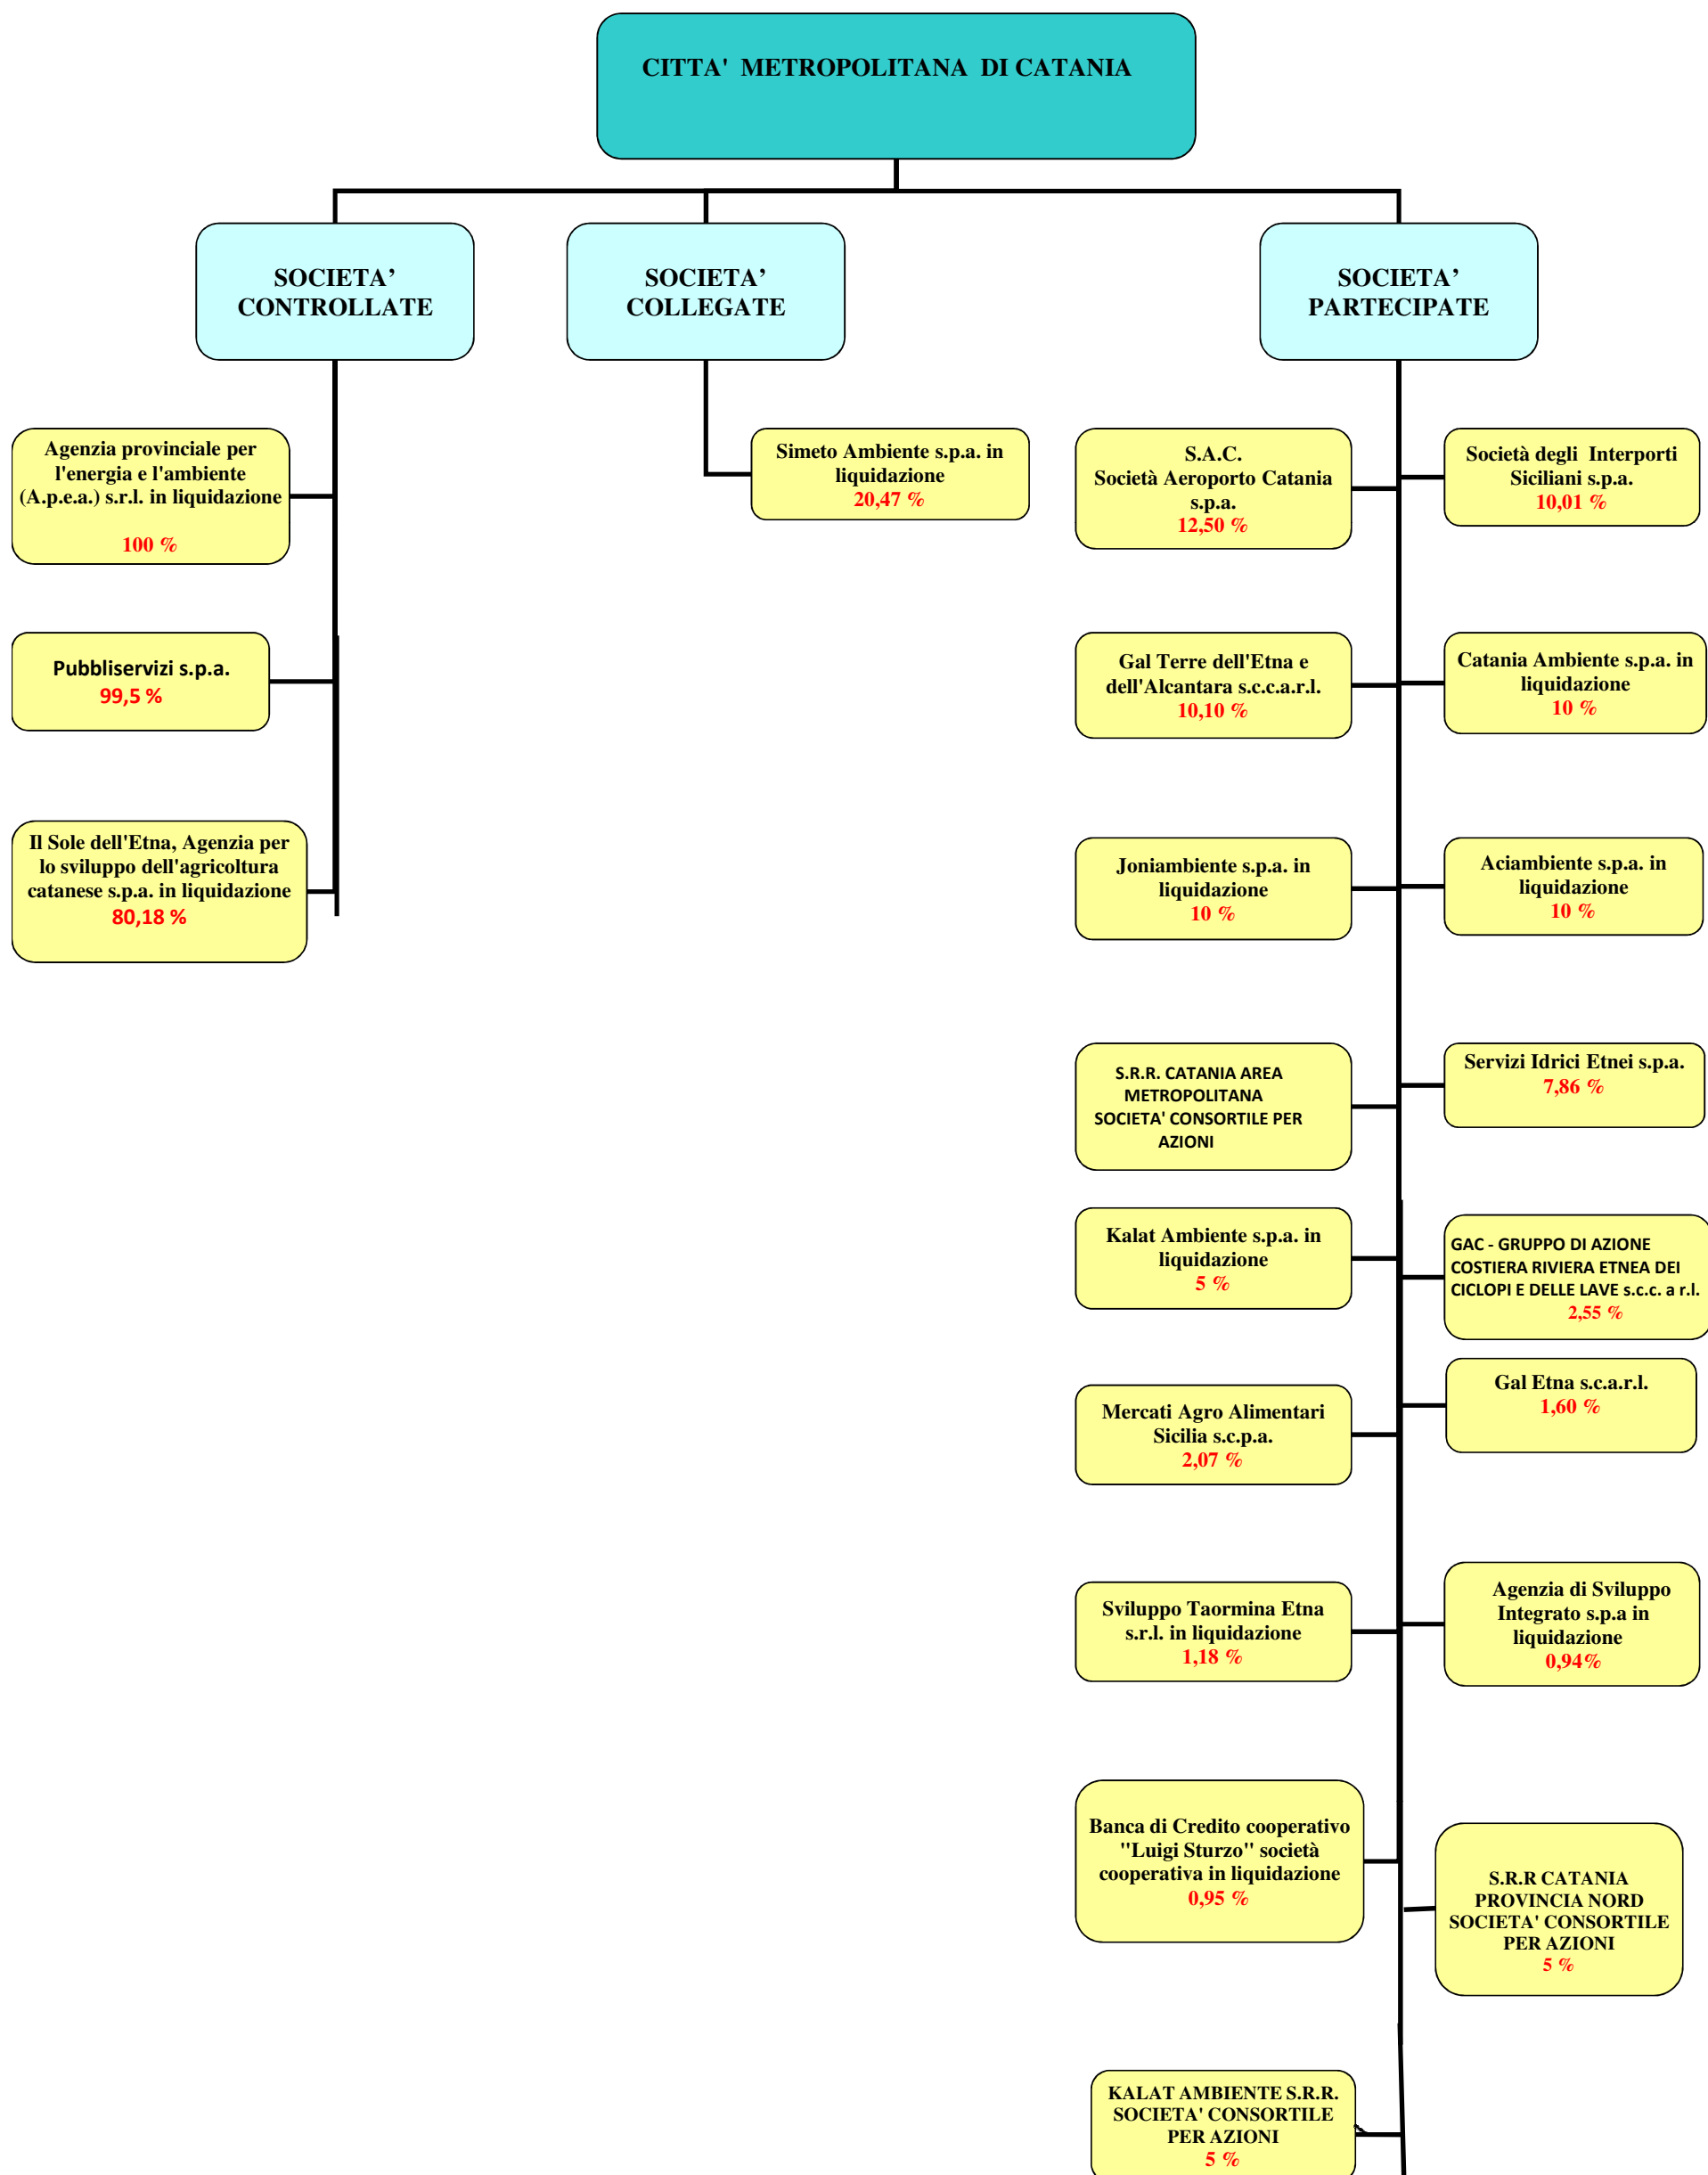 CITTA' METROPOLITANA DI CATANIA
SOCIETA’
CONTROLLATE
SOCIETA’
COLLEGATE
SOCIETA’
PARTECIPATE
Agenzia provinciale per
l'energia e l'ambiente
(A.p.e.a.) s.r.l. in liquidazione
100 %
Simeto Ambiente s.p.a. in
liquidazione
20,47 %
S.A.C.
Società Aeroporto Catania
s.p.a.
12,50 %
Società degli Interporti
Siciliani s.p.a.
10,01 %
Pubbliservizi s.p.a.
99,5 %
Gal Terre dell'Etna e
dell'Alcantara s.c.c.a.r.l.
10,10 %
Catania Ambiente s.p.a. in
liquidazione
10 %
Il Sole dell'Etna, Agenzia per
lo sviluppo dell'agricoltura
catanese s.p.a. in liquidazione
80,18 %
Joniambiente s.p.a. in
liquidazione
10 %
Aciambiente s.p.a. in
liquidazione
10 %
S.R.R. CATANIA AREA
METROPOLITANA
SOCIETA' CONSORTILE PER
AZIONI
Servizi Idrici Etnei s.p.a.
7,86 %
Kalat Ambiente s.p.a. in
liquidazione
5 %
GAC - GRUPPO DI AZIONE
COSTIERA RIVIERA ETNEA DEI
CICLOPI E DELLE LAVE s.c.c. a r.l.
2,55 %
Mercati Agro Alimentari
Sicilia s.c.p.a.
2,07 %
Gal Etna s.c.a.r.l.
1,60 %
Sviluppo Taormina Etna
s.r.l. in liquidazione
1,18 %
Agenzia di Sviluppo
Integrato s.p.a in
liquidazione
0,94%
Banca di Credito cooperativo
"Luigi Sturzo" società
cooperativa in liquidazione
0,95 %
S.R.R CATANIA
PROVINCIA NORD
SOCIETA' CONSORTILE
PER AZIONI
5 %
KALAT AMBIENTE S.R.R.
SOCIETA' CONSORTILE
PER AZIONI
5 %